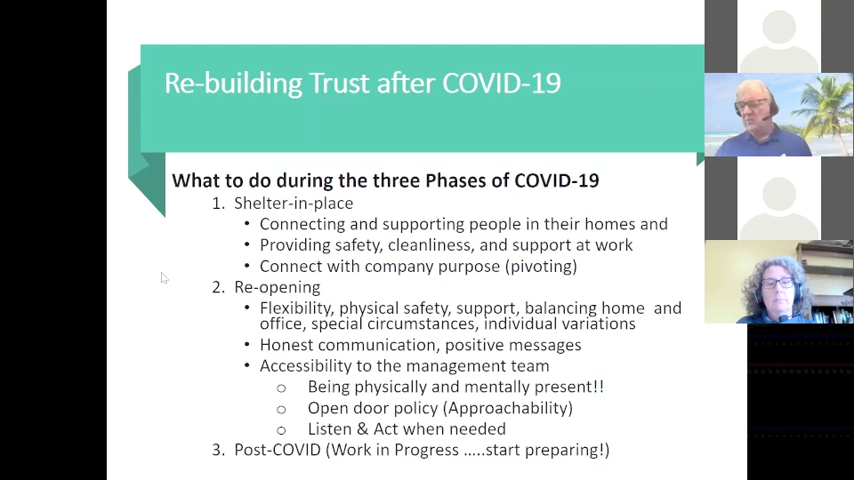 Re-building Trust after COVID-19
What to do during the three Phases of COVID-19
1. Shelter-in-place
• Connecting and supporting people in their homes and
• Providing safety, cleanliness, and support at work
• Connect with company purpose (pivoting)
2. Re-opening
• Flexibility, physical safety, support, balancing home and
office, special circumstances, individual variations
• Honest communication, positive messages
• Accessibility to the management team
o Being physically and mentally present!!
o Open door policy (Approachability)
o Listen & Act when needed
3. Post-COVID (Work in Progress …..start preparing!)